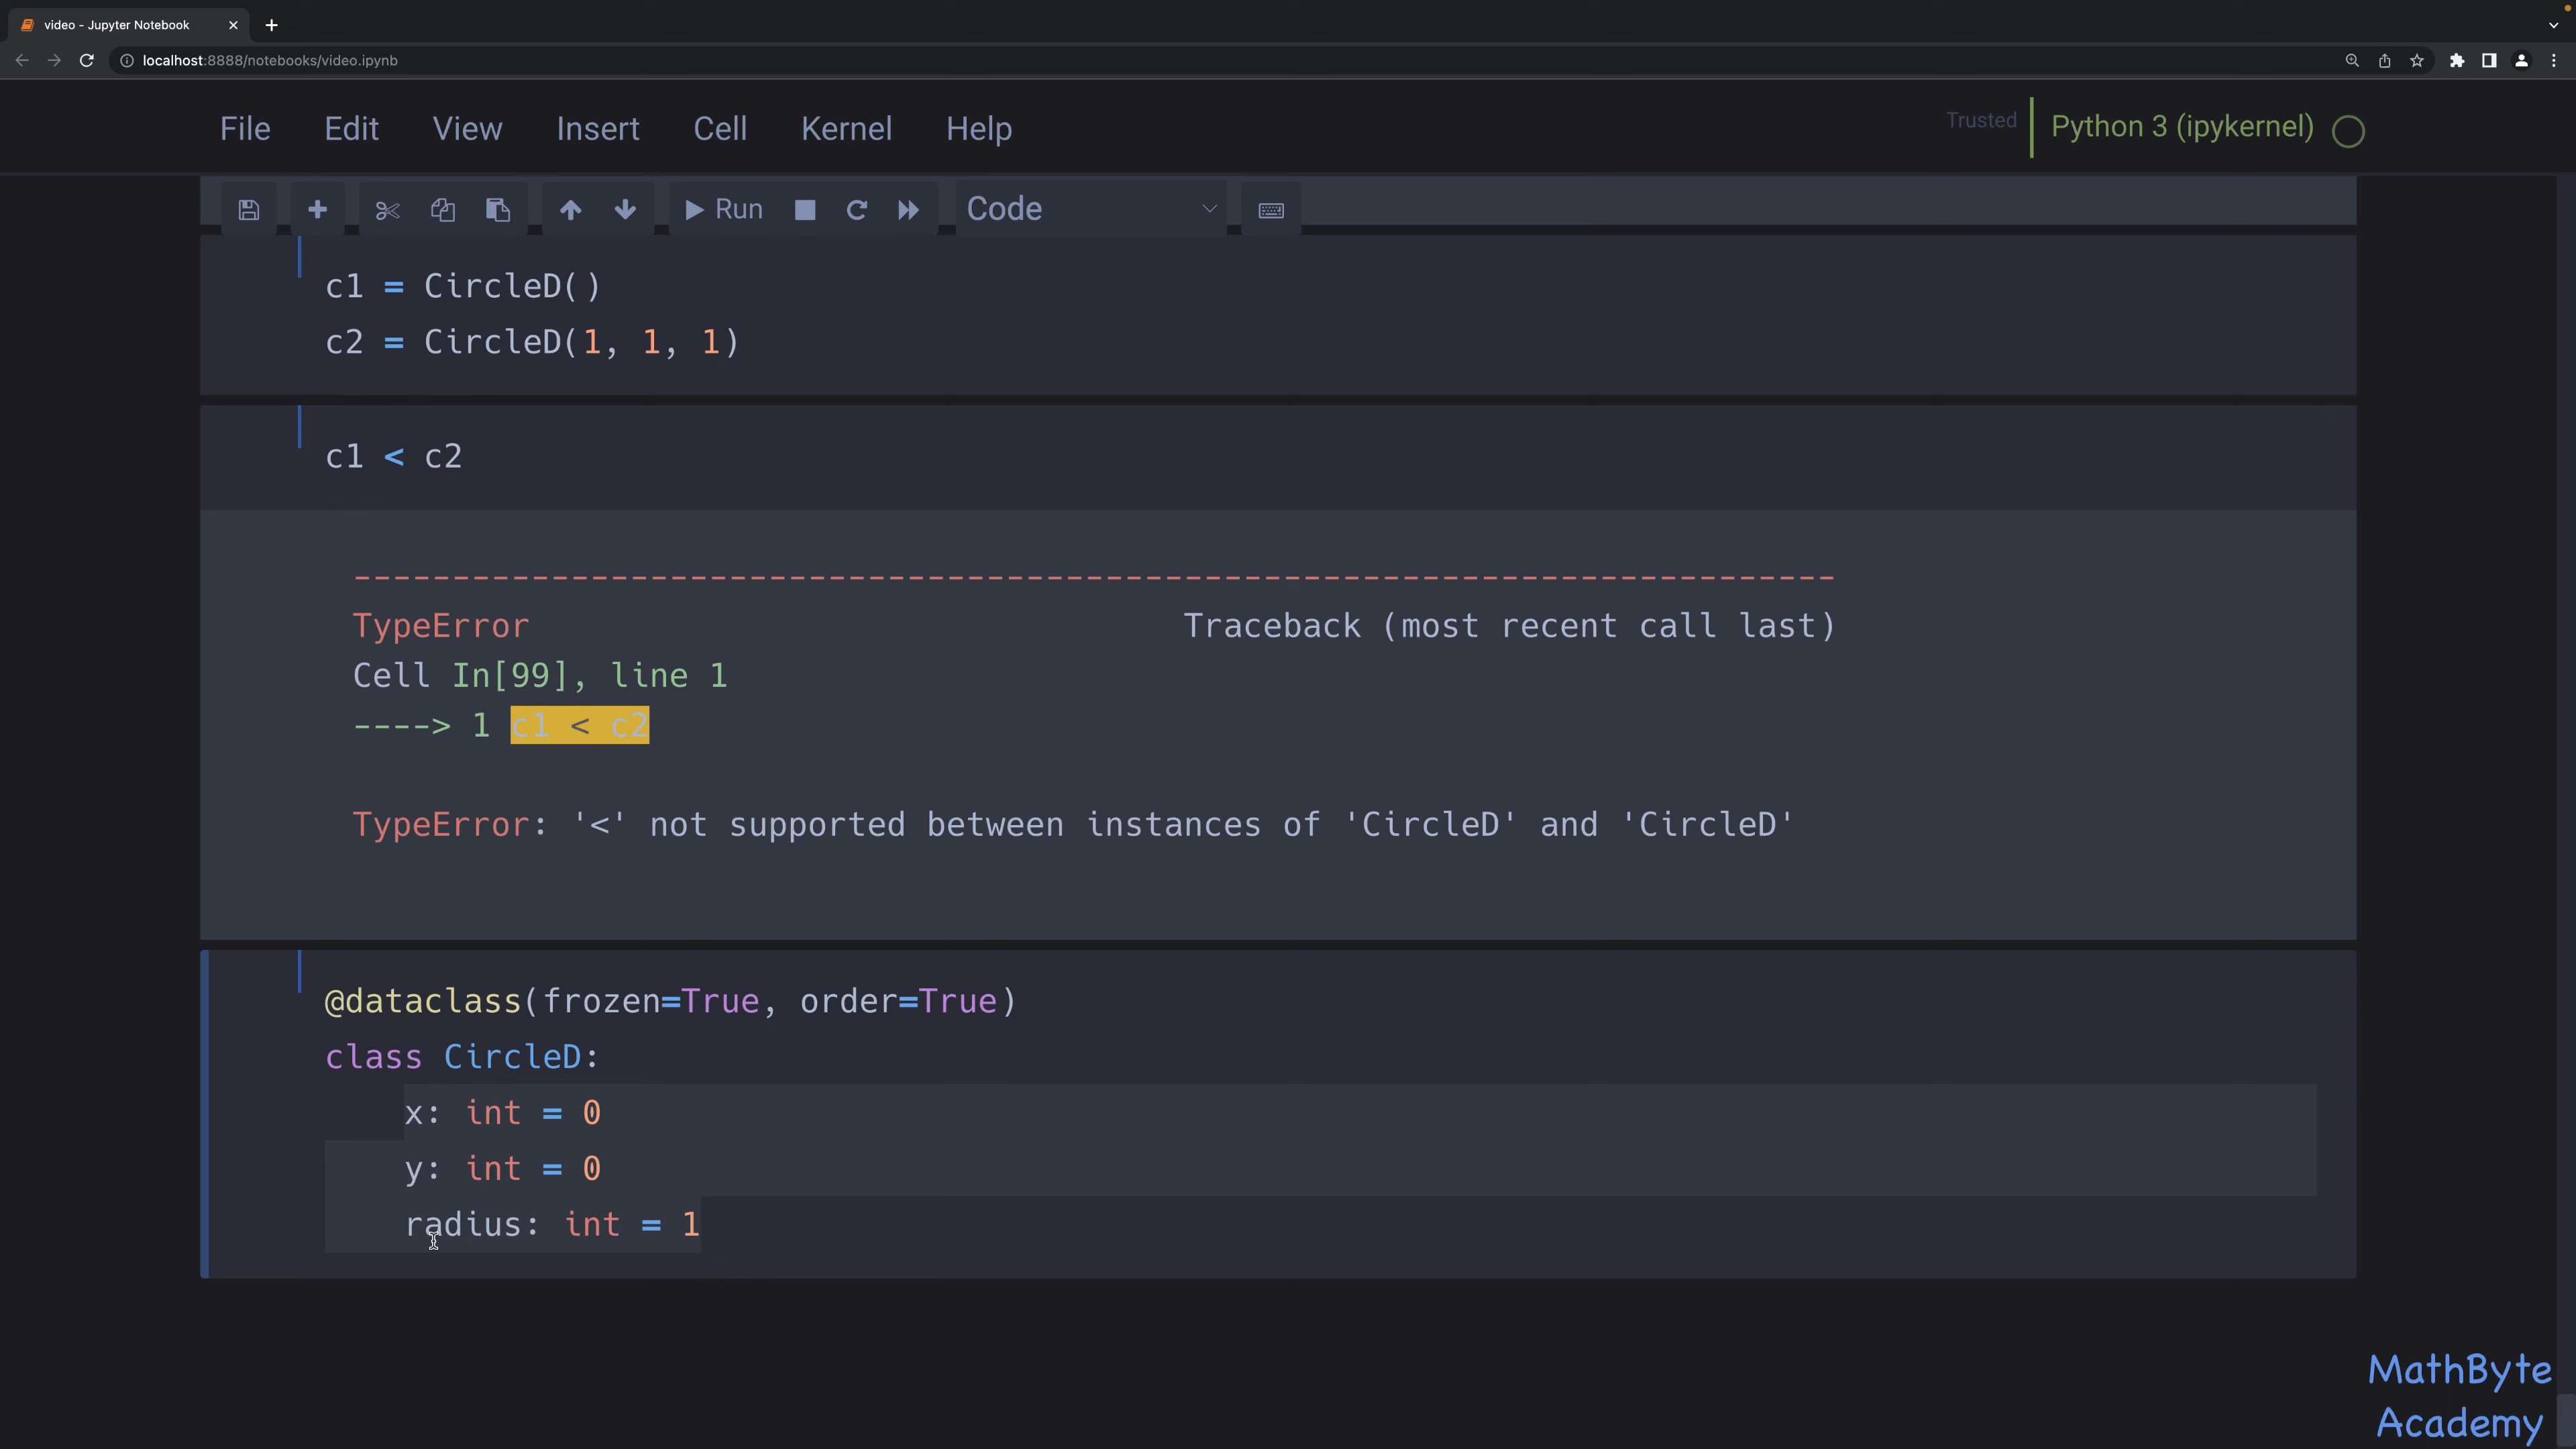 video - Jupyter Notebook
localhost:8888/notebooks/video.ipynb
File Edit View Insert Cell Kernel Help
Trusted Python 3 (ipykernel)
Run Code
c1 = CircleD()
c2 = CircleD(1, 1, 1)
c1 < c2
---------------------------------------------------------------------------
TypeError Traceback (most recent call last)
Cell In[99], line 1
----> 1 c1 < c2
TypeError: '<' not supported between instances of 'CircleD' and 'CircleD'
@dataclass(frozen=True, order=True)
class CircleD:
    x: int = 0
    y: int = 0
    radius: int = 1
MathByte
Academy